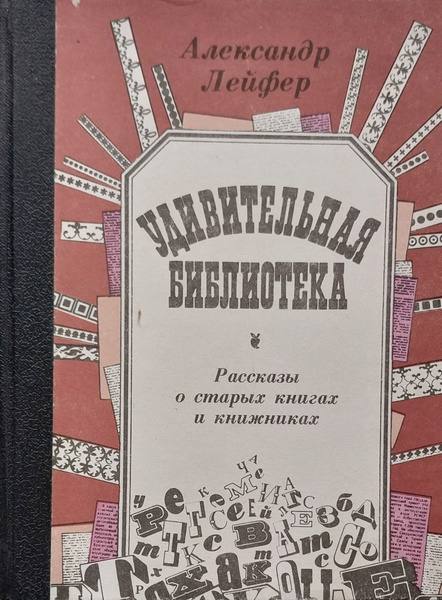 Александр
Лейфер
УДИВИТЕЛЬНАЯ
БИБЛИОТЕКА
Рассказы
о старых книгах
и книжниках